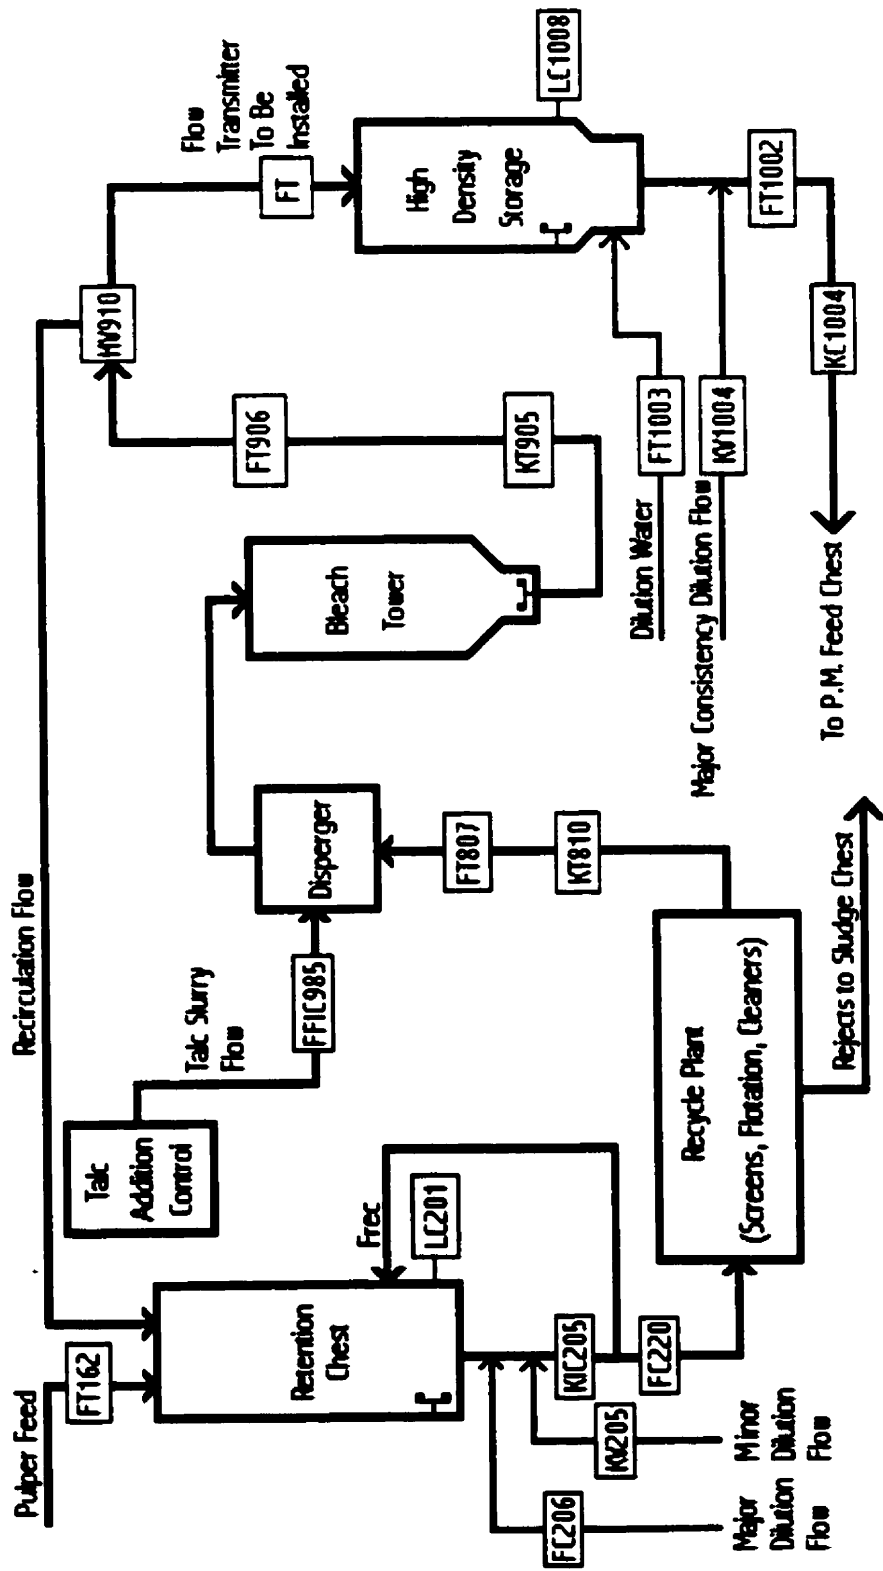 Pulper Feed
FT162
Recirculation Flow
Talc
Addition
Control
Talc Slurry
Flow
FFIC985
Retention
Chest
Frec
LC201
Disperger
Bleach
Tower
FT906
KT905
HV910
Flow
Transmitter
To Be
Installed
FT
High
Density
Storage
LC1008
FC206
KV205
KIC205
FC220
Major
Dilution
Flow
Minor
Dilution
Flow
Recycle Plant
(Screens, Flotation, Cleaners)
Rejects to Sludge Chest
KT810
FT807
Dilution Water
FT1003
Major Consistency Dilution Flow
KV1004
FT1002
KC1004
To P.M. Feed Chest